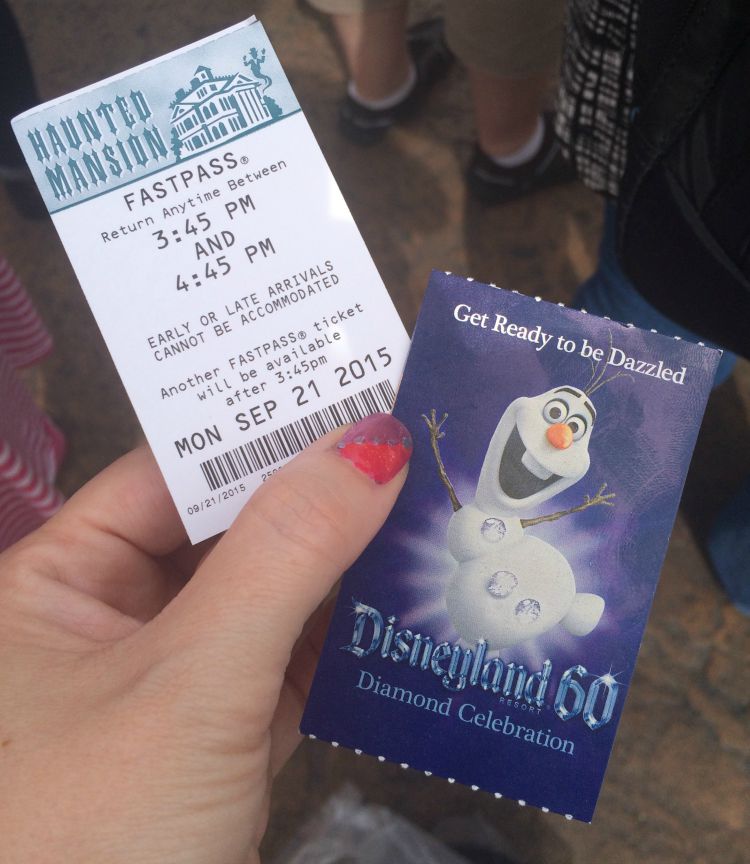 HAUNTED
MANSION
FASTPASS®
Return Anytime Between
3:45 PM
AND
4:45 PM
EARLY OR LATE ARRIVALS
CANNOT BE ACCOMMODATED
Another FASTPASS® ticket
will be available
after 3:45pm
MON SEP 21 2015
09/21/2015
Get Ready to be Dazzled
Disneyland 60
RESORT
Diamond Celebration